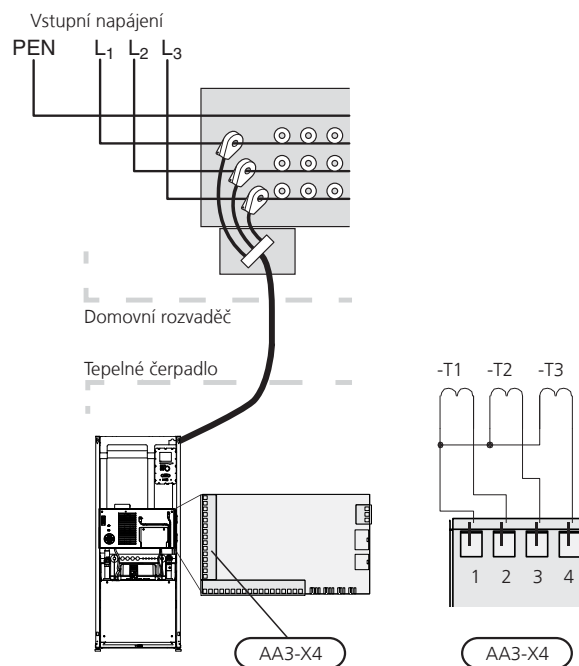 Vstupní napájení
PEN L1 L2 L3
Domovní rozvaděč
Tepelné čerpadlo
-T1 -T2 -T3
1 2 3 4
AA3-X4 AA3-X4